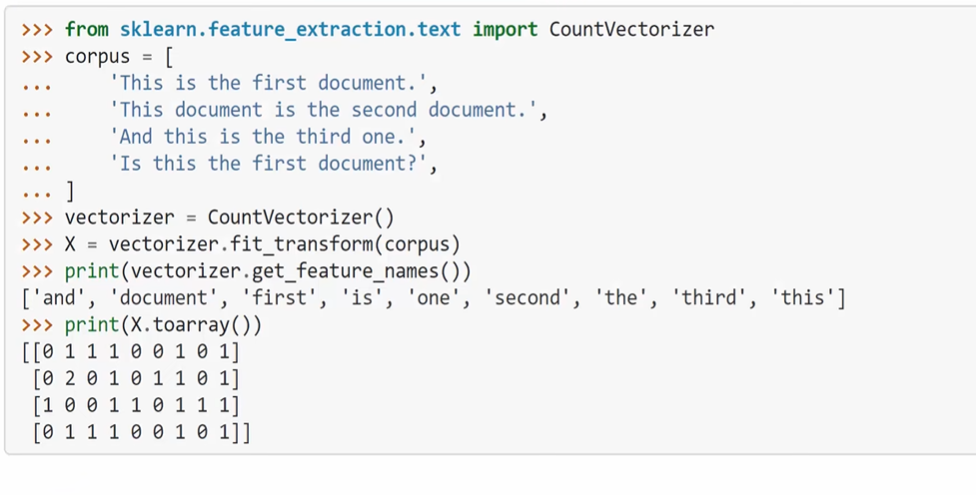 >>> from sklearn.feature_extraction.text import CountVectorizer
>>> corpus = [
...     'This is the first document.',
...     'This document is the second document.',
...     'And this is the third one.',
...     'Is this the first document?',
... ]
>>> vectorizer = CountVectorizer()
>>> X = vectorizer.fit_transform(corpus)
>>> print(vectorizer.get_feature_names())
['and', 'document', 'first', 'is', 'one', 'second', 'the', 'third', 'this']
>>> print(X.toarray())
[[0 1 1 1 0 0 1 0 1]
 [0 2 0 1 0 1 1 0 1]
 [1 0 0 1 1 0 1 1 1]
 [0 1 1 1 0 0 1 0 1]]